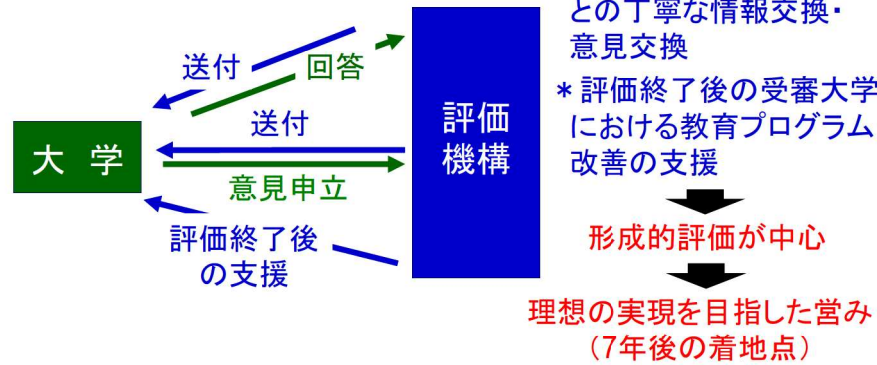 送付
回答
大 学
送付
意見申立
評価終了後
の支援
評価
機構
との丁寧な情報交換・
意見交換
＊評価終了後の受審大学
における教育プログラム
改善の支援
形成的評価が中心
理想の実現を目指した営み
（7年後の着地点）